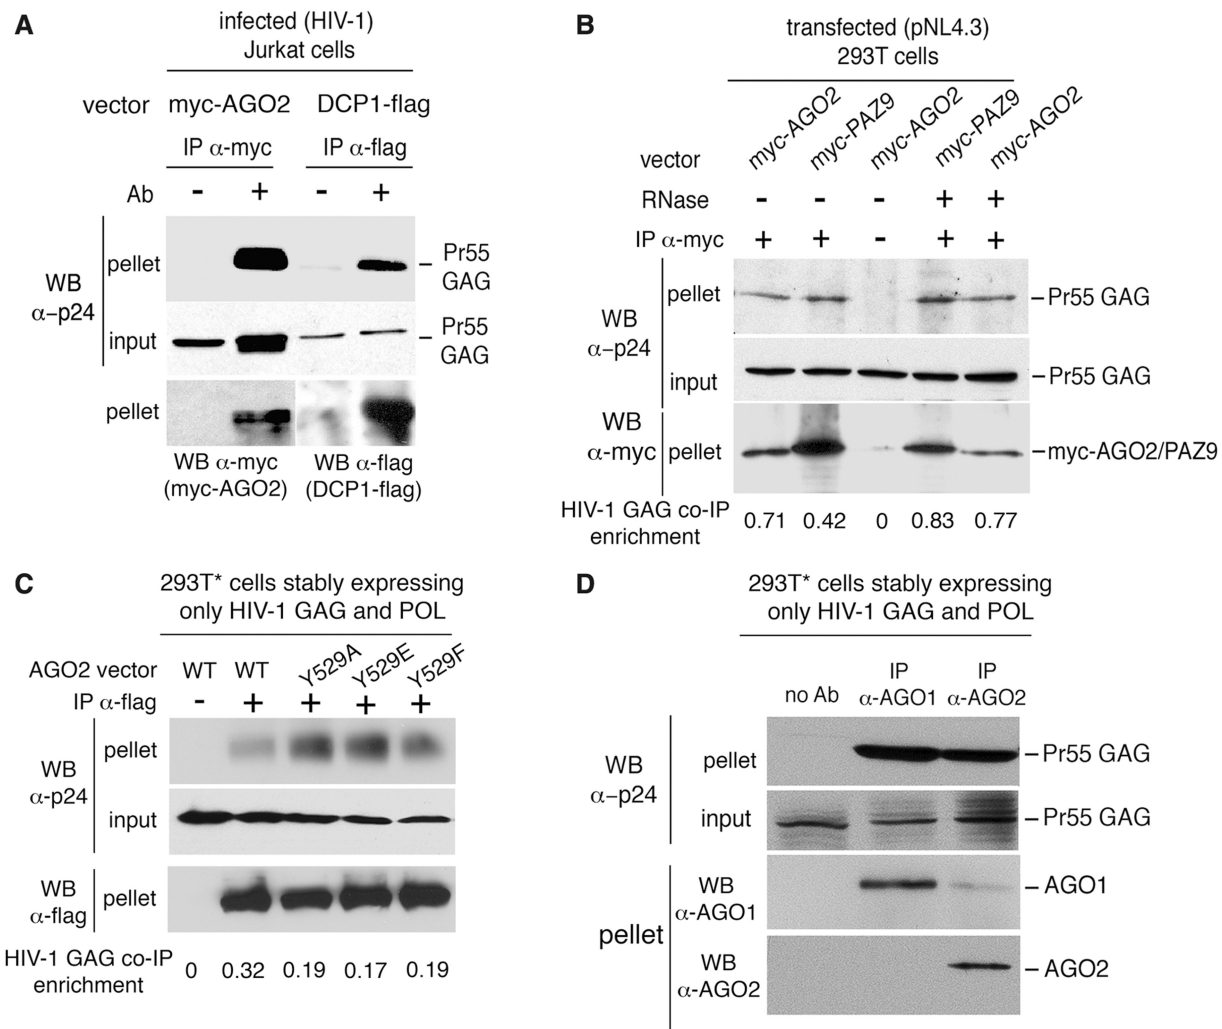 A
infected (HIV-1)
Jurkat cells
vector myc-AGO2 DCP1-flag
IP α-myc IP α-flag
Ab - + - +
WB
α–p24
pellet
Pr55
GAG
input
Pr55
GAG
pellet
WB α-myc
(myc-AGO2)
WB α-flag
(DCP1-flag)
B
transfected (pNL4.3)
293T cells
vector myc-AGO2 myc-PAZ9 myc-AGO2 myc-PAZ9 myc-AGO2
RNase - - - + +
IP α-myc + + - + +
WB
α–p24
pellet
Pr55 GAG
input
Pr55 GAG
WB
α-myc
pellet
myc-AGO2/PAZ9
HIV-1 GAG co-IP
enrichment
0.71 0.42 0 0.83 0.77
C
293T* cells stably expressing
only HIV-1 GAG and POL
AGO2 vector WT WT Y529A Y529E Y529F
IP α-flag - + + + +
WB
α-p24
pellet
input
WB
α-flag
pellet
HIV-1 GAG co-IP
enrichment
0 0.32 0.19 0.17 0.19
D
293T* cells stably expressing
only HIV-1 GAG and POL
no Ab
IP
α-AGO1
IP
α-AGO2
WB
α–p24
pellet
Pr55 GAG
input
Pr55 GAG
pellet
WB
α-AGO1
AGO1
WB
α-AGO2
AGO2